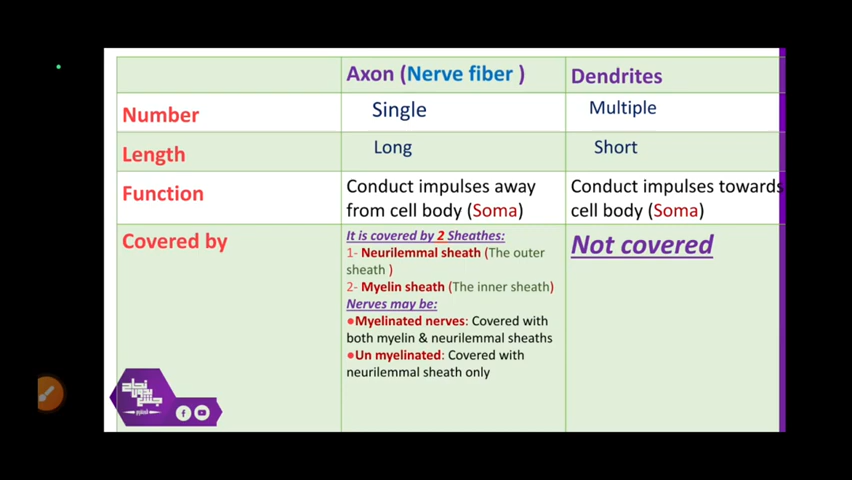 Axon (Nerve fiber )
Dendrites
Number
Single
Multiple
Length
Long
Short
Function
Conduct impulses away
from cell body (Soma)
Conduct impulses towards
cell body (Soma)
Covered by
It is covered by 2 Sheathes:
1- Neurilemmal sheath (The outer
sheath )
2- Myelin sheath (The inner sheath)
Nerves may be:
●Myelinated nerves: Covered with
both myelin & neurilemmal sheaths
●Un myelinated: Covered with
neurilemmal sheath only
Not covered